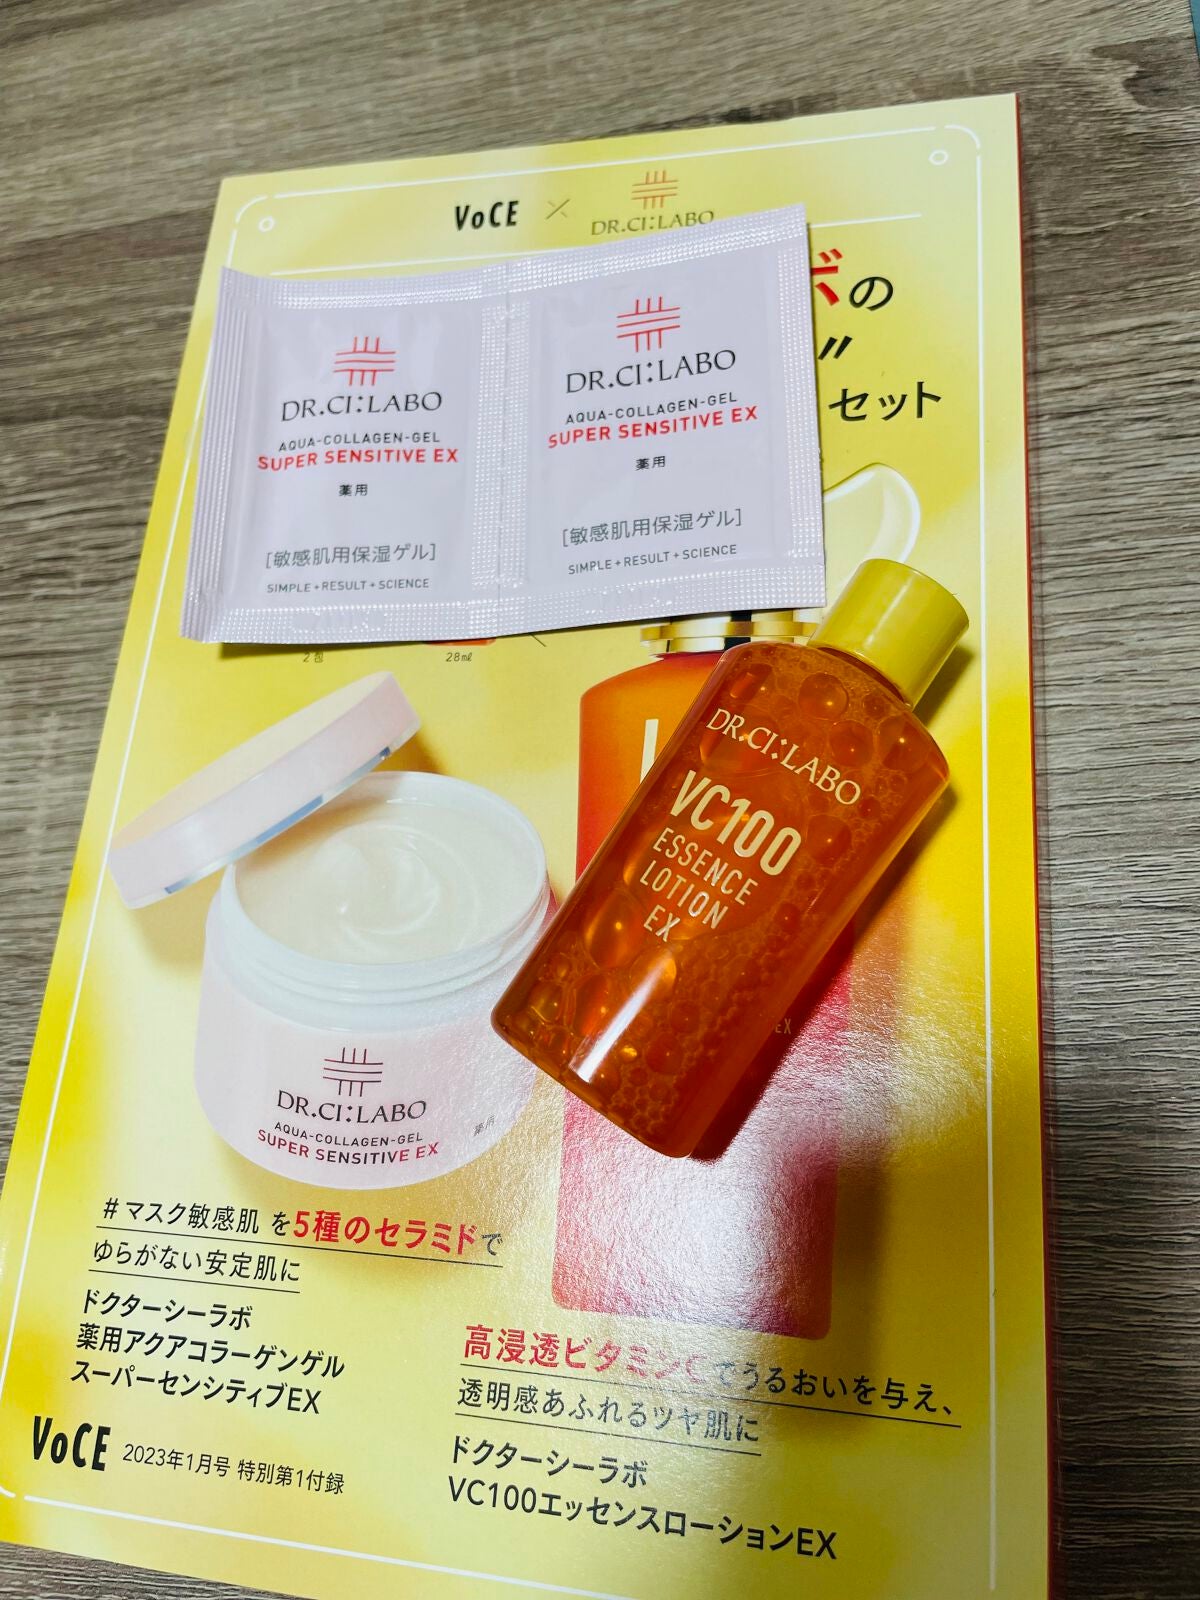 VoCE × DR.CI:LABO
ボの
”
セット
DR.CI:LABO
AQUA-COLLAGEN-GEL
SUPER SENSITIVE EX
薬用
[敏感肌用保湿ゲル]
SIMPLE+RESULT+SCIENCE
DR.CI:LABO
AQUA-COLLAGEN-GEL
SUPER SENSITIVE EX
薬用
[敏感肌用保湿ゲル]
SIMPLE+RESULT+SCIENCE
2包
28㎖
DR.CI:LABO
VC100
ESSENCE
LOTION
EX
EX
DR.CI:LABO
AQUA-COLLAGEN-GEL
SUPER SENSITIVE EX
薬用
#マスク敏感肌 を5種のセラミドで
ゆらがない安定肌に
ドクターシーラボ
薬用アクアコラーゲンゲル
スーパーセンシティブEX
高浸透ビタミンCでうるおいを与え、
透明感あふれるツヤ肌に
ドクターシーラボ
VC100エッセンスローションEX
VoCE 2023年1月号 特別第1付録